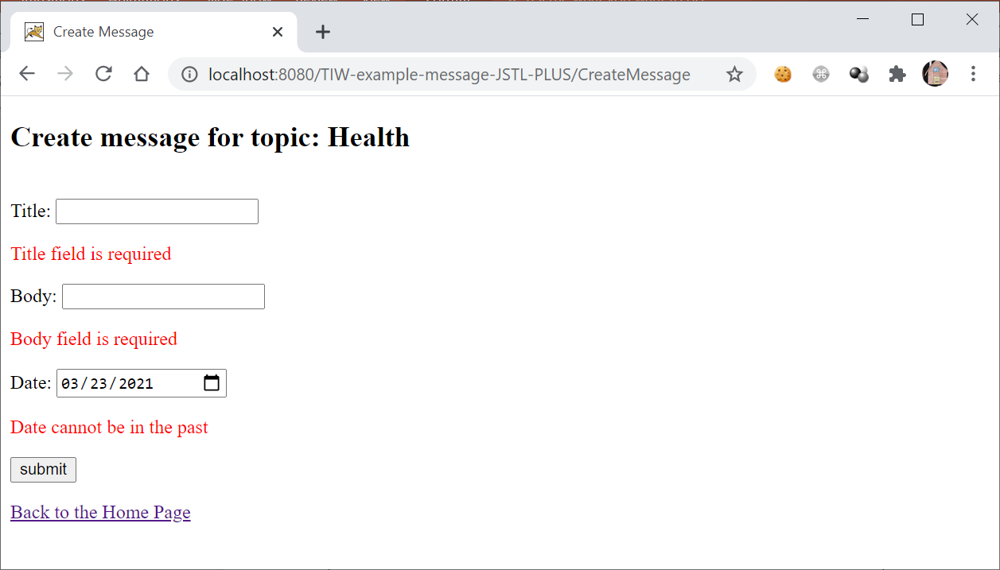 Create Message
localhost:8080/TIW-example-message-JSTL-PLUS/CreateMessage
Create message for topic: Health
Title:
Title field is required
Body:
Body field is required
Date: 03/23/2021
Date cannot be in the past
submit
Back to the Home Page